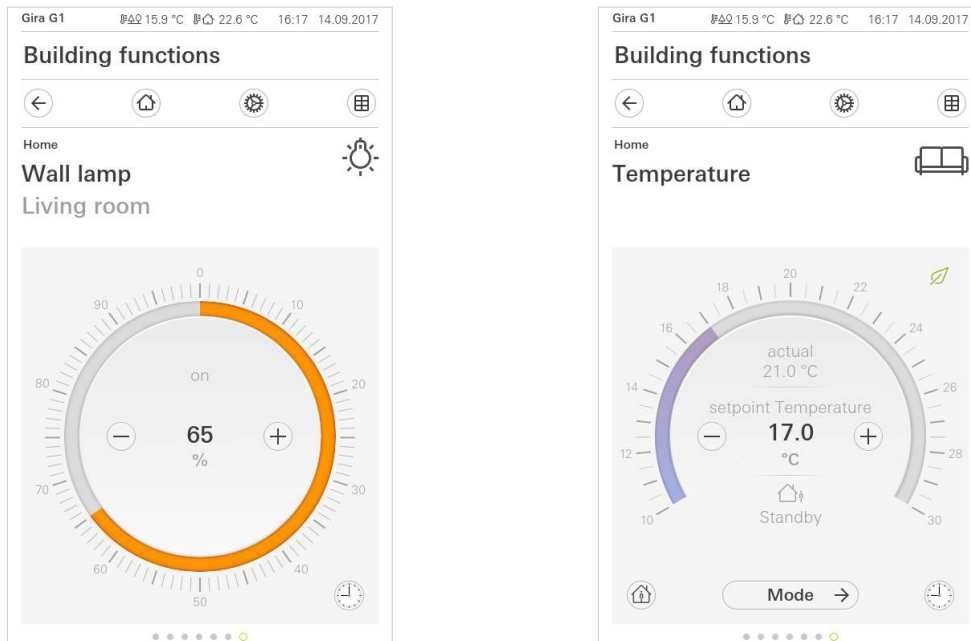 Gira G1 15.9 °C 22.6 °C 16:17 14.09.2017
Building functions
Home
Wall lamp
Living room
0
90 10
80 20
on
65
%
70 30
60 40
50
Gira G1 15.9 °C 22.6 °C 16:17 14.09.2017
Building functions
Home
Temperature
20
18 22
16 24
actual
21.0 °C
14 26
setpoint Temperature
17.0
°C
12 28
Standby
10 30
Mode